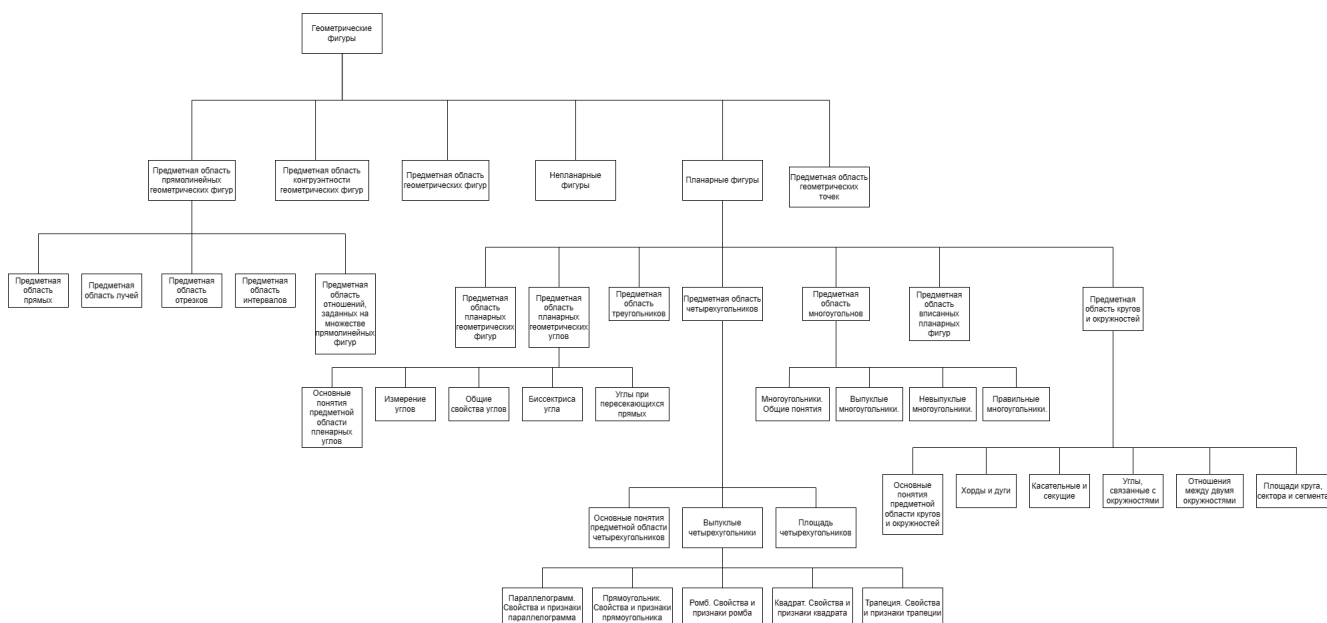 Геометрические
фигуры
Предметная область
прямолинейных
геометрических фигур
Предметная область
конгруэнтности
геометрических фигур
Предметная область
геометрических фигур
Непланарные
фигуры
Планарные фигуры
Предметная область
геометрических
точек
Предметная
область
прямых
Предметная
область лучей
Предметная
область
отрезков
Предметная
область
интервалов
Предметная
область
отношений,
заданных на
множестве
прямолинейных
фигур
Предметная
область
планарных
геометрических
фигур
Предметная
область
планарных
геометрических
углов
Предметная
область
треугольников
Предметная область
четырехугольников
Предметная
область
многоугольнов
Предметная
область
вписанных
планарных
фигур
Предметная
область кругов и
окружностей
Основные
понятия
предметной
области
пленарных
углов
Измерение
углов
Общие
свойства углов
Биссектриса
угла
Углы при
пересекающихся
прямых
Многоугольники.
Общие понятия
Выпуклые
многоугольники.
Невыпуклые
многоугольники.
Правильные
многоугольники.
Основные
понятия
предметной
области кругов
и окружностей
Хорды и дуги
Касательные и
секущие
Углы,
связанные с
окружностями
Отношения
между двумя
окружностями
Площади круга,
сектора и сегмента
Основные понятия
предметной области
четырехугольников
Выпуклые
четырехугольники
Площадь
четырехугольников
Параллелограмм.
Свойства и признаки
параллелограмма
Прямоугольник.
Свойства и признаки
прямоугольника
Ромб. Свойства и
признаки ромба
Квадрат. Свойства и
признаки квадрата
Трапеция. Свойства
и признаки трапеции